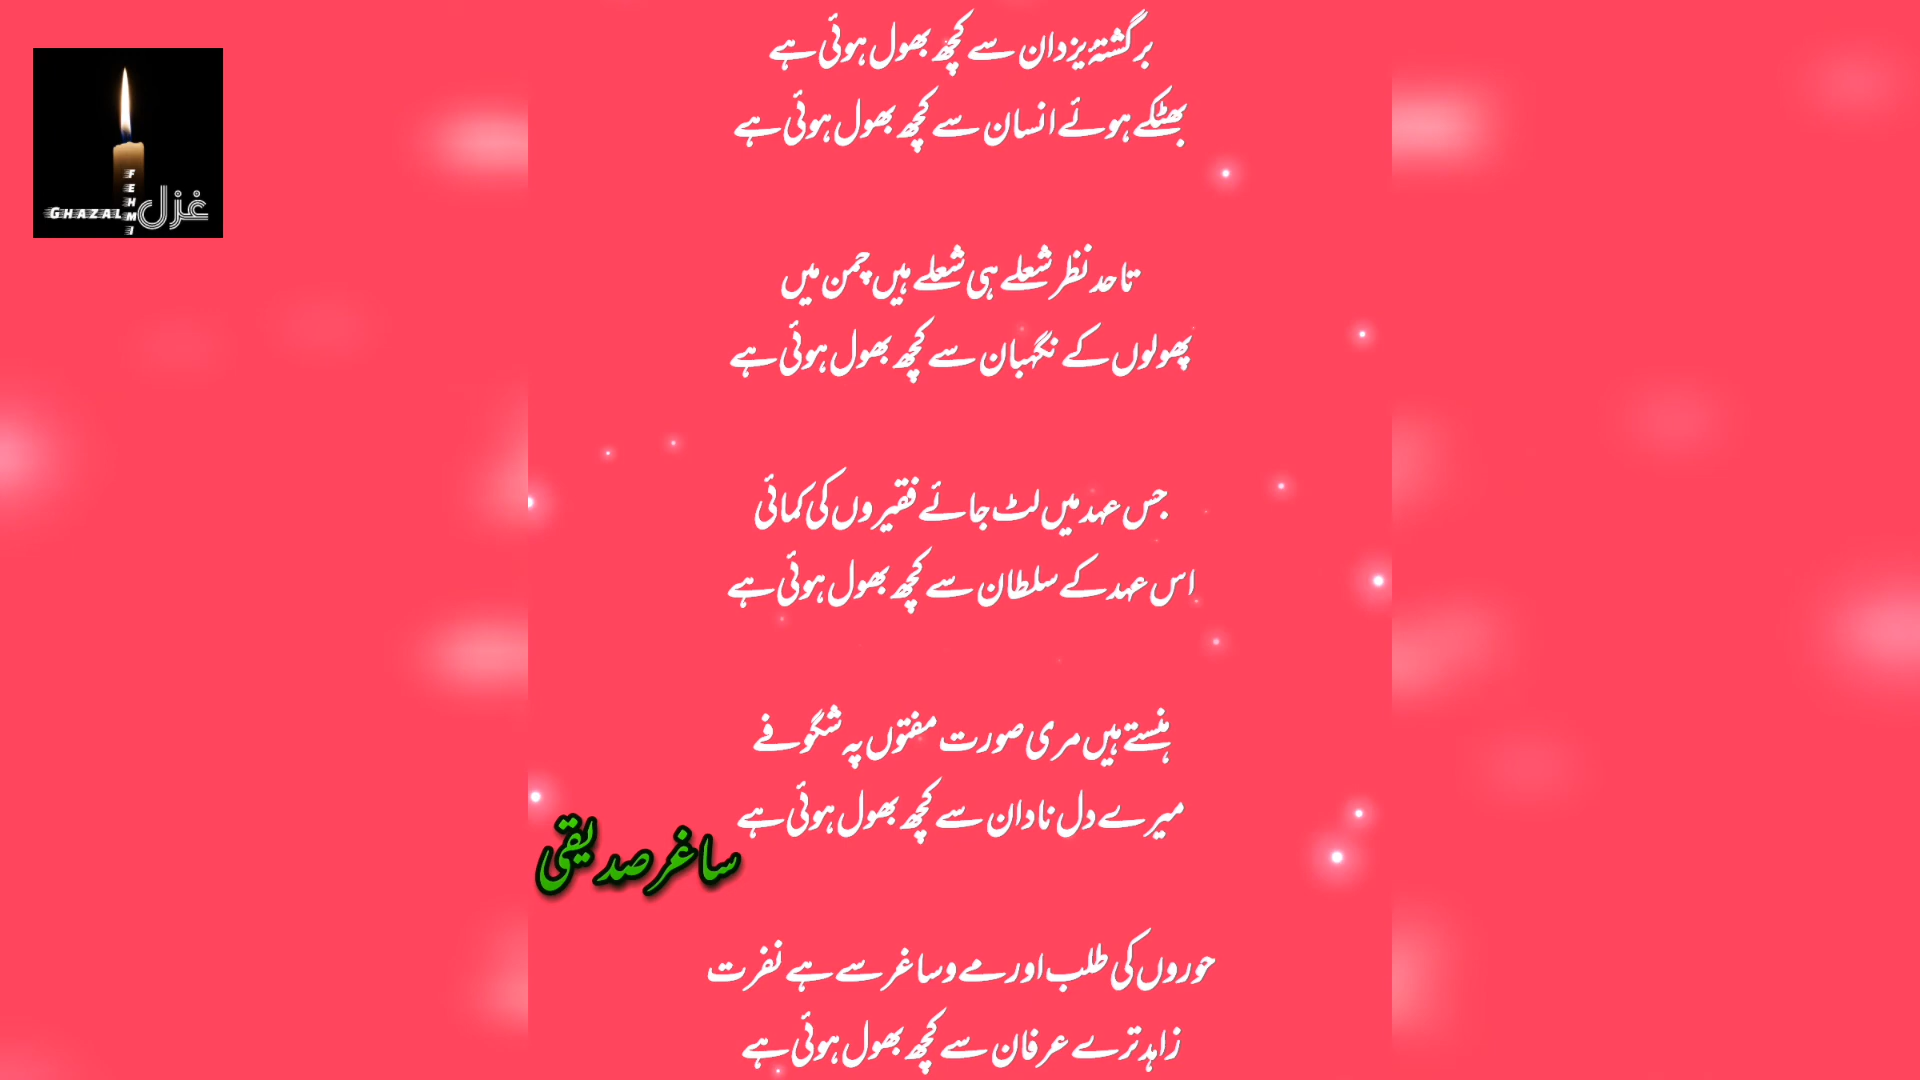 برگشتۂ یزدان سے کچھ بھول ہوئی ہے
بھٹکے ہوئے انسان سے کچھ بھول ہوئی ہے
تاحد نظر شعلے ہی شعلے ہیں چمن میں
پھولوں کے نگہبان سے کچھ بھول ہوئی ہے
جس عہد میں لٹ جائے فقیروں کی کمائی
اس عہد کے سلطان سے کچھ بھول ہوئی ہے
ہنستے ہیں مری صورت مفتوں پہ شگوفے
میرے دل نادان سے کچھ بھول ہوئی ہے
ساغر صدیقی
حوروں کی طلب اور مے و ساغر سے ہے نفرت
زاہد ترے عرفان سے کچھ بھول ہوئی ہے
GHAZAL
FEHMI
غزل